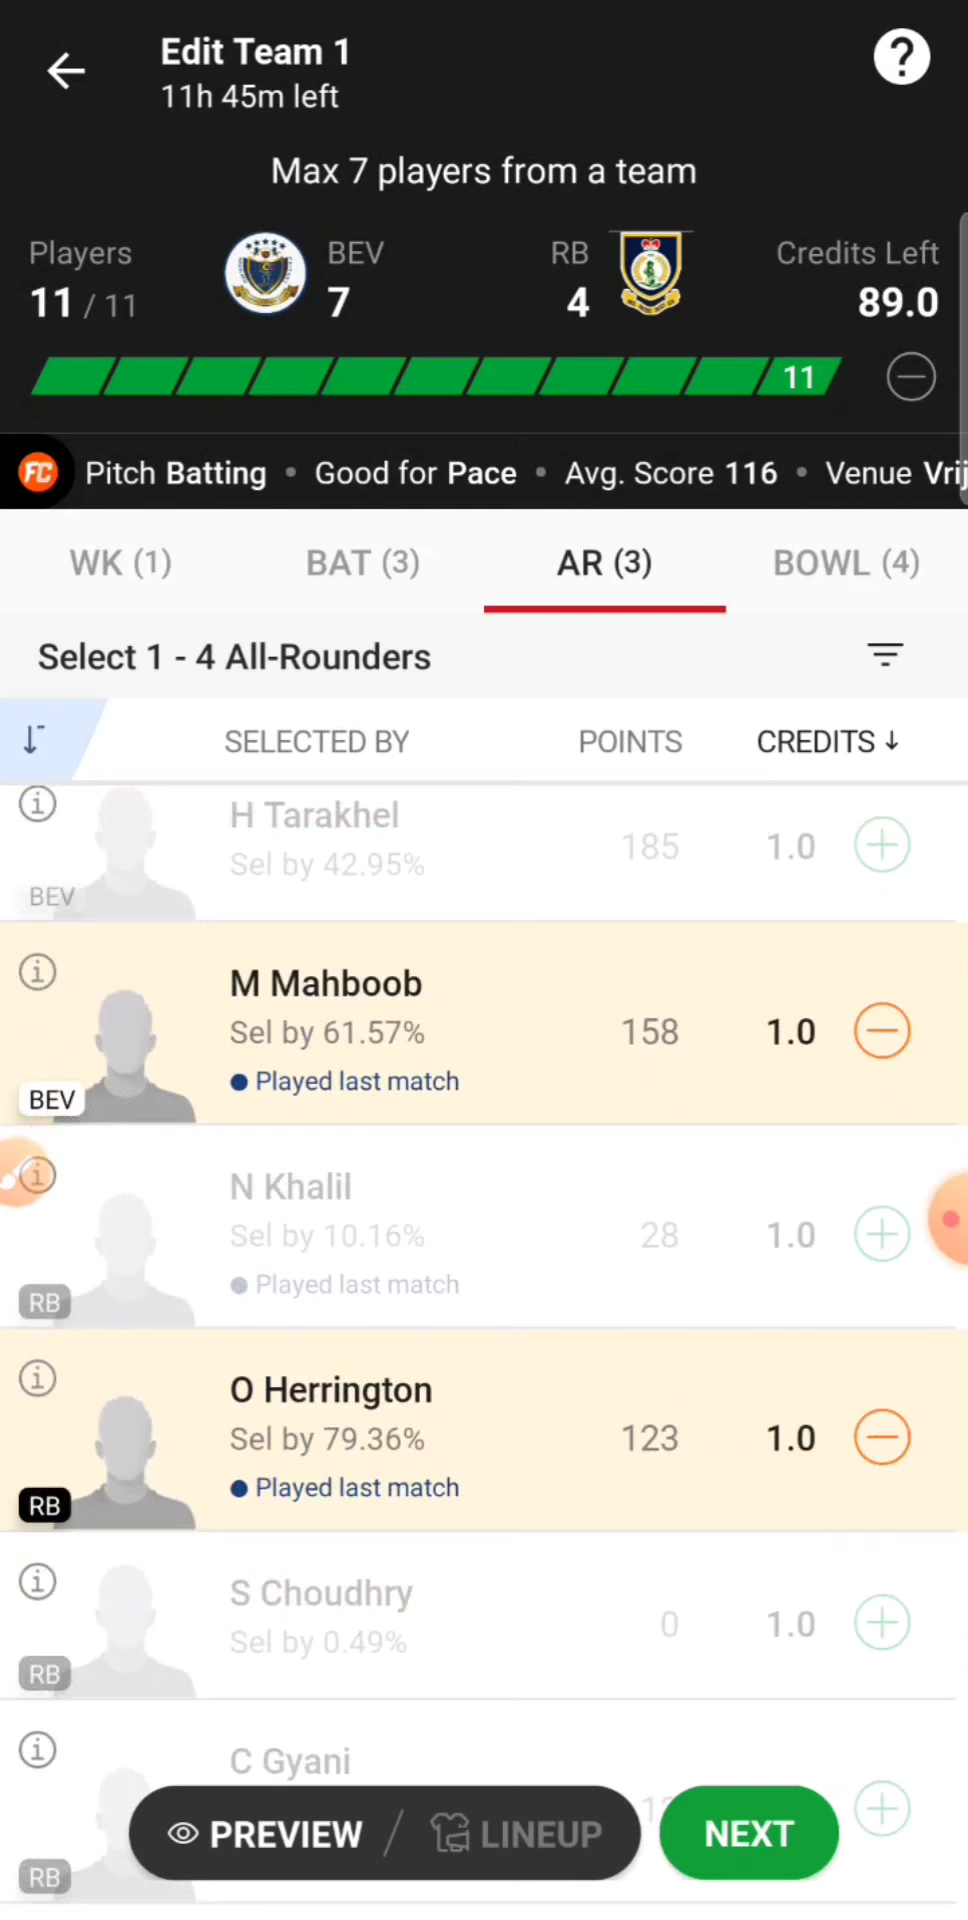 Edit Team 1
11h 45m left
Max 7 players from a team
Players
11 / 11
BEV
7
RB
4
Credits Left
89.0
11
FC Pitch Batting • Good for Pace • Avg. Score 116 • Venue Vrij
WK (1) BAT (3) AR (3) BOWL (4)
Select 1 - 4 All-Rounders
SELECTED BY POINTS CREDITS ↓
H Tarakhel
Sel by 42.95%
185 1.0
BEV
M Mahboob
Sel by 61.57%
158 1.0
Played last match
BEV
N Khalil
Sel by 10.16%
28 1.0
Played last match
RB
O Herrington
Sel by 79.36%
123 1.0
Played last match
RB
S Choudhry
Sel by 0.49%
0 1.0
RB
C Gyani
RB
PREVIEW / LINEUP
NEXT